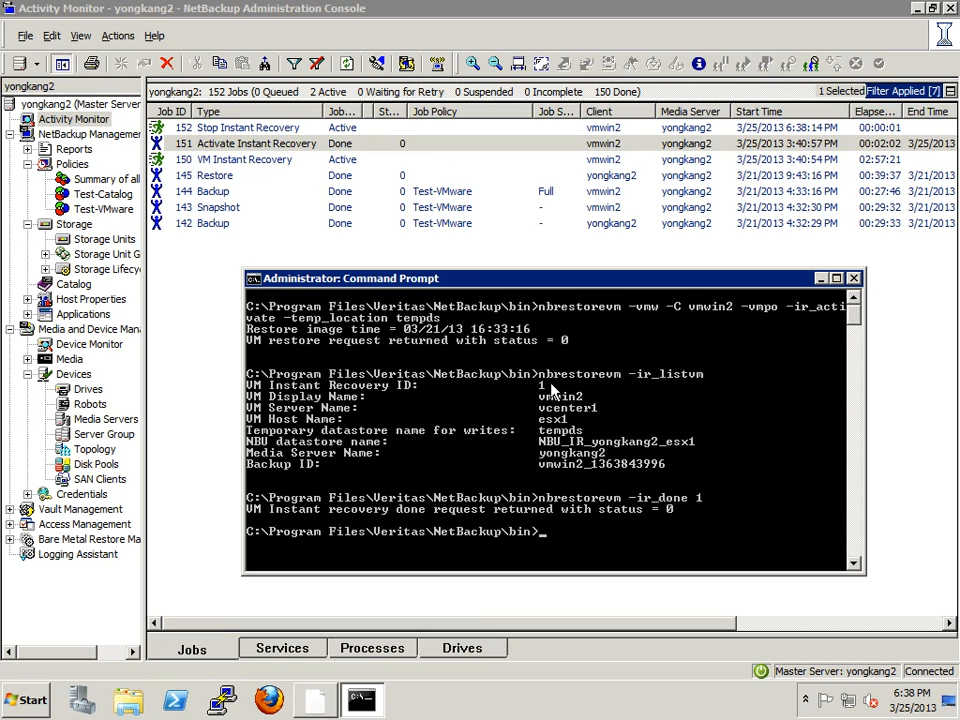 Activity Monitor - yongkang2 - NetBackup Administration Console
File Edit View Actions Help
yongkang2
yongkang2: 152 Jobs (0 Queued 2 Active 0 Waiting for Retry 0 Suspended 0 Incomplete 150 Done) 1 Selected Filter Applied [7]
yongkang2 (Master Server
Activity Monitor
NetBackup Manageme
Reports
Policies
Summary of all
Test-Catalog
Test-VMware
Storage
Storage Units
Storage Unit G
Storage Lifecy
Catalog
Host Properties
Applications
Media and Device Man
Device Monitor
Media
Devices
Drives
Robots
Media Servers
Server Group
Topology
Disk Pools
SAN Clients
Credentials
Vault Management
Access Management
Bare Metal Restore Ma
Logging Assistant
Job ID Type Job... St... Job Policy Job S... Client Media Server Start Time Elapse... End Time
152 Stop Instant Recovery Active vmwin2 yongkang2 3/25/2013 6:38:14 PM 00:00:01
151 Activate Instant Recovery Done 0 vmwin2 yongkang2 3/25/2013 3:40:57 PM 00:02:02 3/25/2013
150 VM Instant Recovery Active vmwin2 yongkang2 3/25/2013 3:40:54 PM 02:57:21
145 Restore Done 0 yongkang2 yongkang2 3/21/2013 9:43:16 PM 00:39:37 3/21/2013
144 Backup Done 0 Test-VMware Full vmwin2 yongkang2 3/21/2013 4:33:16 PM 00:27:46 3/21/2013
143 Snapshot Done 0 Test-VMware - vmwin2 yongkang2 3/21/2013 4:32:30 PM 00:29:32 3/21/2013
142 Backup Done 0 Test-VMware - yongkang2 yongkang2 3/21/2013 4:32:29 PM 00:29:33 3/21/2013
Administrator: Command Prompt
C:\Program Files\Veritas\NetBackup\bin>nbrestorevm -vmw -C vmwin2 -vmpo -ir_acti
vate -temp_location tempds
Restore image time = 03/21/13 16:33:16
VM restore request returned with status = 0
C:\Program Files\Veritas\NetBackup\bin>nbrestorevm -ir_listvm
VM Instant Recovery ID: 1
VM Display Name: vmwin2
VM Server Name: vcenter1
VM Host Name: esx1
Temporary datastore name for writes: tempds
NBU datastore name: NBU_IR_yongkang2_esx1
Media Server Name: yongkang2
Backup ID: vmwin2_1363843996
C:\Program Files\Veritas\NetBackup\bin>nbrestorevm -ir_done 1
VM Instant recovery done request returned with status = 0
C:\Program Files\Veritas\NetBackup\bin>_
Jobs Services Processes Drives
Master Server: yongkang2 Connected
Start
6:38 PM
3/25/2013